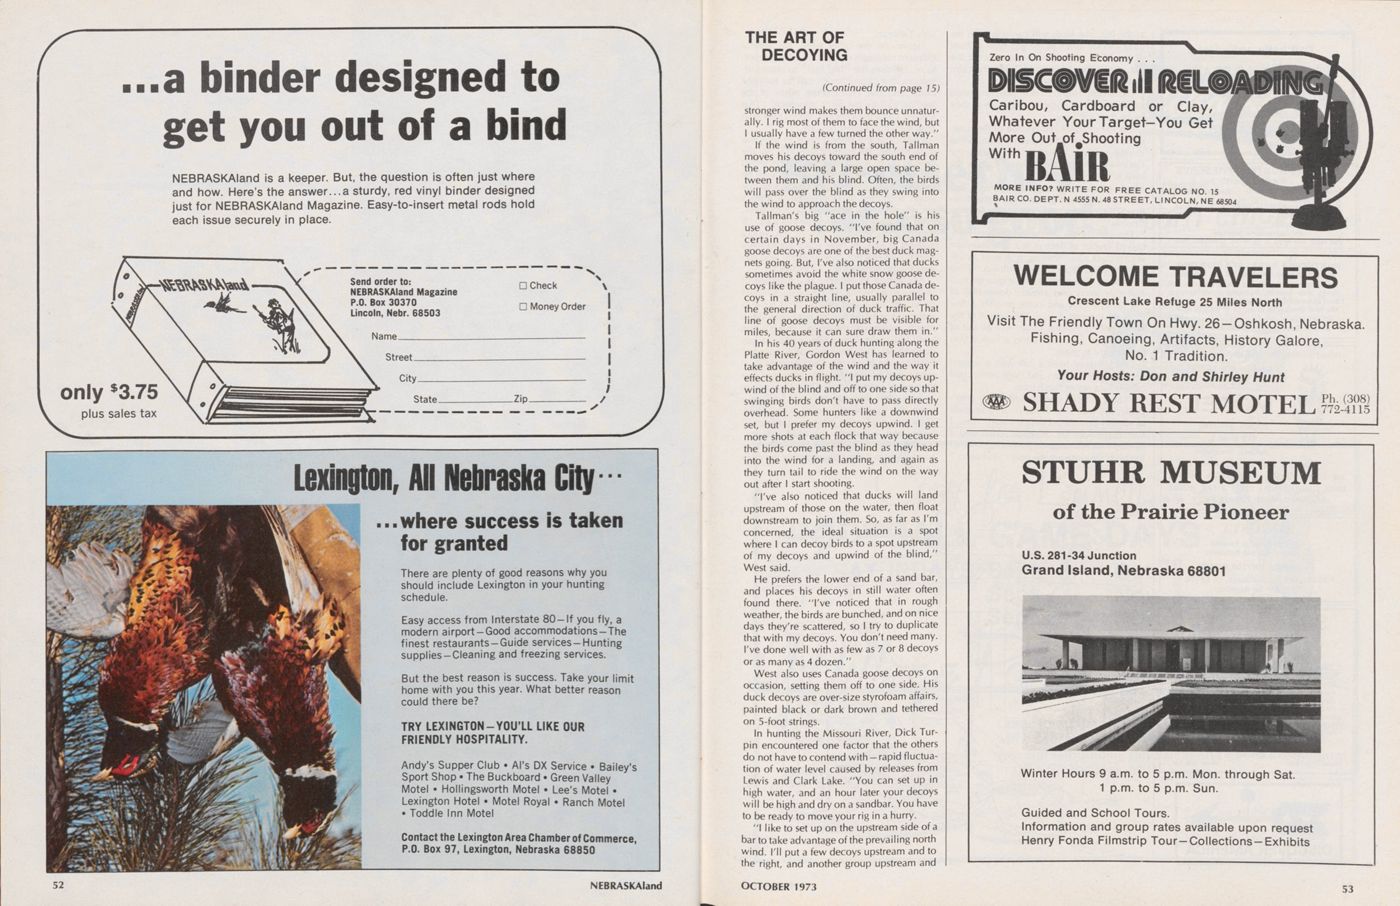 ...a binder designed to
get you out of a bind
NEBRASKAland is a keeper. But, the question is often just where
and how. Here's the answer...a sturdy, red vinyl binder designed
just for NEBRASKAland Magazine. Easy-to-insert metal rods hold
each issue securely in place.
NEBRASKAland
only $3.75
plus sales tax
Send order to:
NEBRASKAland Magazine
P.O. Box 30370
Lincoln, Nebr. 68503
☐ Check
☐ Money Order
Name
Street
City
State Zip
Lexington, All Nebraska City...
...where success is taken
for granted
There are plenty of good reasons why you
should include Lexington in your hunting
schedule.
Easy access from Interstate 80—If you fly, a
modern airport—Good accommodations—The
finest restaurants—Guide services—Hunting
supplies—Cleaning and freezing services.
But the best reason is success. Take your limit
home with you this year. What better reason
could there be?
TRY LEXINGTON—YOU'LL LIKE OUR
FRIENDLY HOSPITALITY.
Andy's Supper Club • Al's DX Service • Bailey's
Sport Shop • The Buckboard • Green Valley
Motel • Hollingsworth Motel • Lee's Motel •
Lexington Hotel • Motel Royal • Ranch Motel
• Toddle Inn Motel
Contact the Lexington Area Chamber of Commerce,
P.O. Box 97, Lexington, Nebraska 68850
52
NEBRASKAland
THE ART OF
DECOYING
(Continued from page 15)
stronger wind makes them bounce unnatur-
ally. I rig most of them to face the wind, but
I usually have a few turned the other way."
If the wind is from the south, Tallman
moves his decoys toward the south end of
the pond, leaving a large open space be-
tween them and his blind. Often, the birds
will pass over the blind as they swing into
the wind to approach the decoys.
Tallman's big "ace in the hole" is his
use of goose decoys. "I've found that on
certain days in November, big Canada
goose decoys are one of the best duck mag-
nets going. But, I've also noticed that ducks
sometimes avoid the white snow goose de-
coys like the plague. I put those Canada de-
coys in a straight line, usually parallel to
the general direction of duck traffic. That
line of goose decoys must be visible for
miles, because it can sure draw them in."
In his 40 years of duck hunting along the
Platte River, Gordon West has learned to
take advantage of the wind and the way it
effects ducks in flight. "I put my decoys up-
wind of the blind and off to one side so that
swinging birds don't have to pass directly
overhead. Some hunters like a downwind
set, but I prefer my decoys upwind. I get
more shots at each flock that way because
the birds come past the blind as they head
into the wind for a landing, and again as
they turn tail to ride the wind on the way
out after I start shooting.
"I've also noticed that ducks will land
upstream of those on the water, then float
downstream to join them. So, as far as I'm
concerned, the ideal situation is a spot
where I can decoy birds to a spot upstream
of my decoys and upwind of the blind,"
West said.
He prefers the lower end of a sand bar,
and places his decoys in still water often
found there. "I've noticed that in rough
weather, the birds are bunched, and on nice
days they're scattered, so I try to duplicate
that with my decoys. You don't need many.
I've done well with as few as 7 or 8 decoys
or as many as 4 dozen."
West also uses Canada goose decoys on
occasion, setting them off to one side. His
duck decoys are over-size styrofoam affairs,
painted black or dark brown and tethered
on 5-foot strings.
In hunting the Missouri River, Dick Tur-
pin encountered one factor that the others
do not have to contend with—rapid fluctua-
tion of water level caused by releases from
Lewis and Clark Lake. "You can set up in
high water, and an hour later your decoys
will be high and dry on a sandbar. You have
to be ready to move your rig in a hurry.
"I like to set up on the upstream side of a
bar to take advantage of the prevailing north
wind. I'll put a few decoys upstream and to
the right, and another group upstream and
OCTOBER 1973
Zero In On Shooting Economy . . .
DISCOVER RELOADING
Caribou, Cardboard or Clay,
Whatever Your Target—You Get
More Out of Shooting
With BAIR
MORE INFO? WRITE FOR FREE CATALOG NO. 15
BAIR CO. DEPT. N 4555 N. 48 STREET, LINCOLN, NE 68504
WELCOME TRAVELERS
Crescent Lake Refuge 25 Miles North
Visit The Friendly Town On Hwy. 26—Oshkosh, Nebraska.
Fishing, Canoeing, Artifacts, History Galore,
No. 1 Tradition.
Your Hosts: Don and Shirley Hunt
AAA SHADY REST MOTEL Ph. (308)
772-4115
STUHR MUSEUM
of the Prairie Pioneer
U.S. 281-34 Junction
Grand Island, Nebraska 68801
Winter Hours 9 a.m. to 5 p.m. Mon. through Sat.
1 p.m. to 5 p.m. Sun.
Guided and School Tours.
Information and group rates available upon request
Henry Fonda Filmstrip Tour—Collections—Exhibits
53